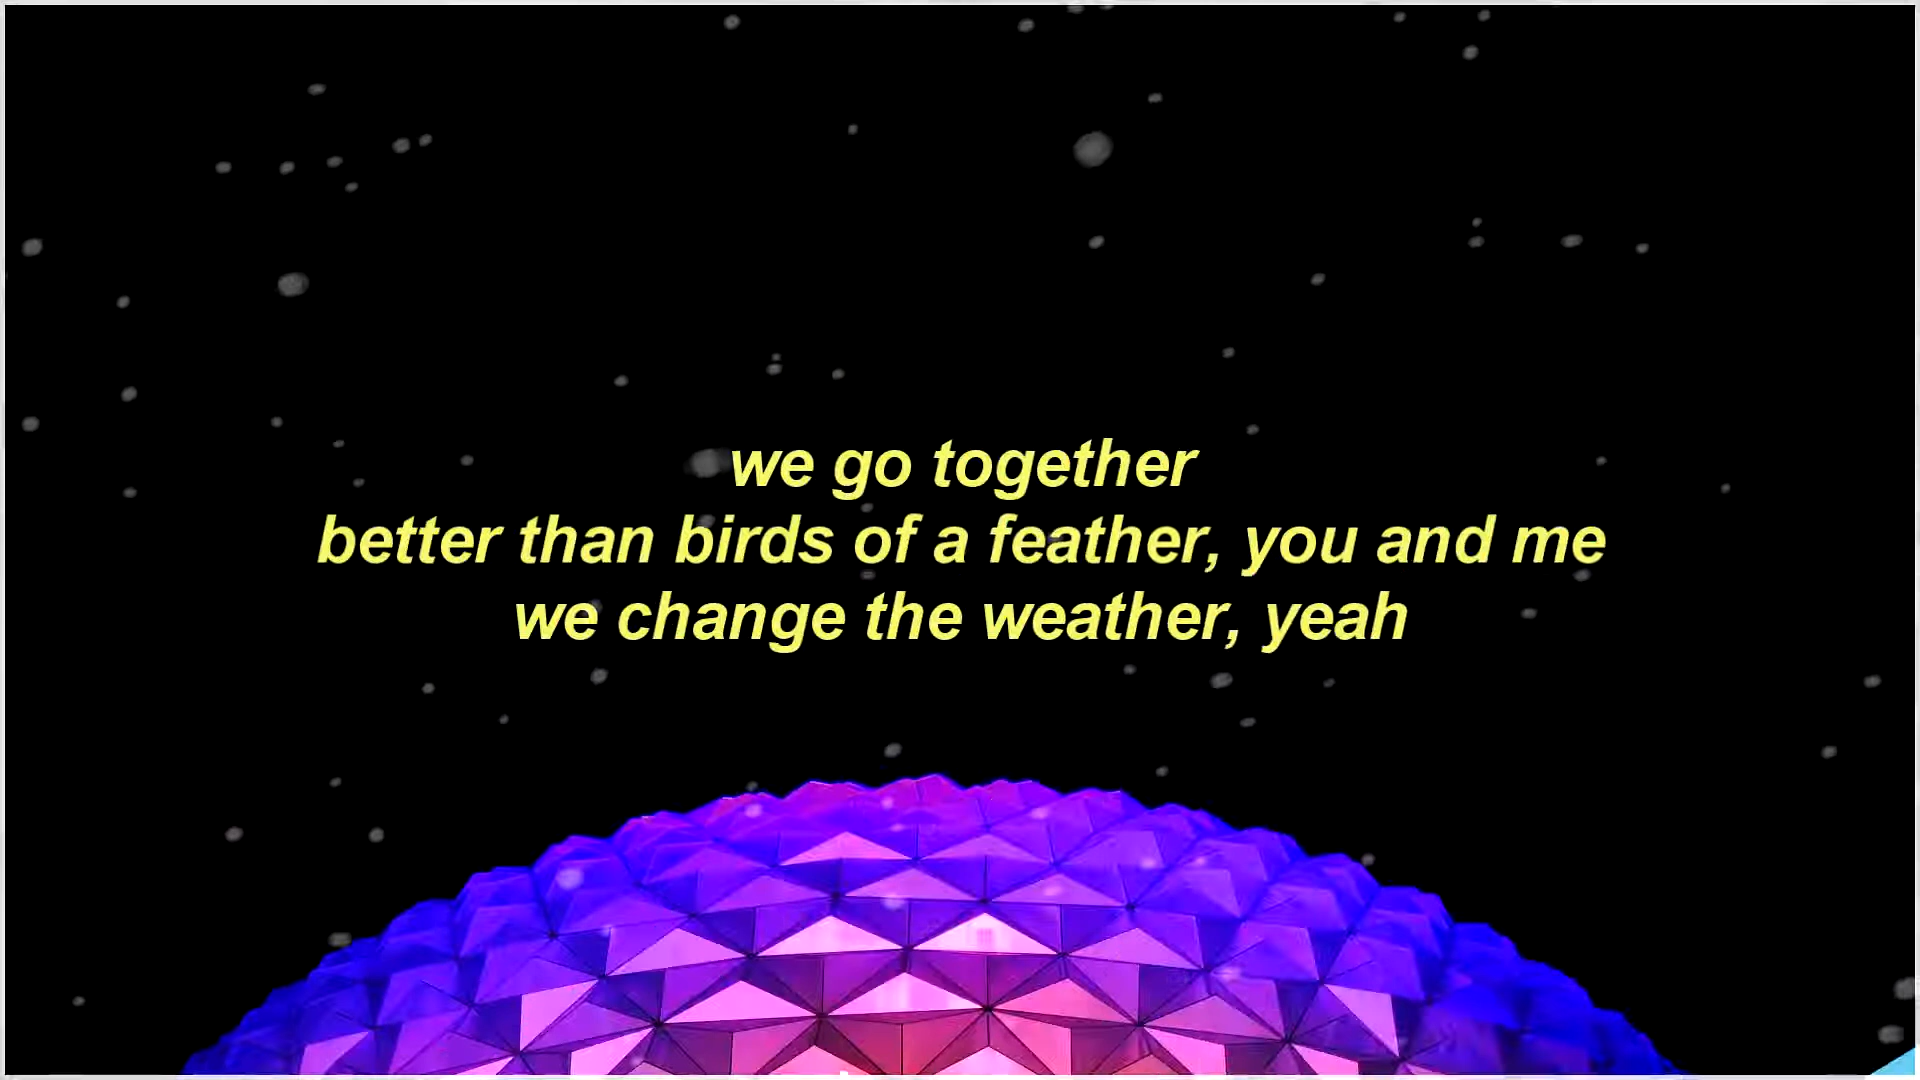 we go together
better than birds of a feather, you and me
we change the weather, yeah